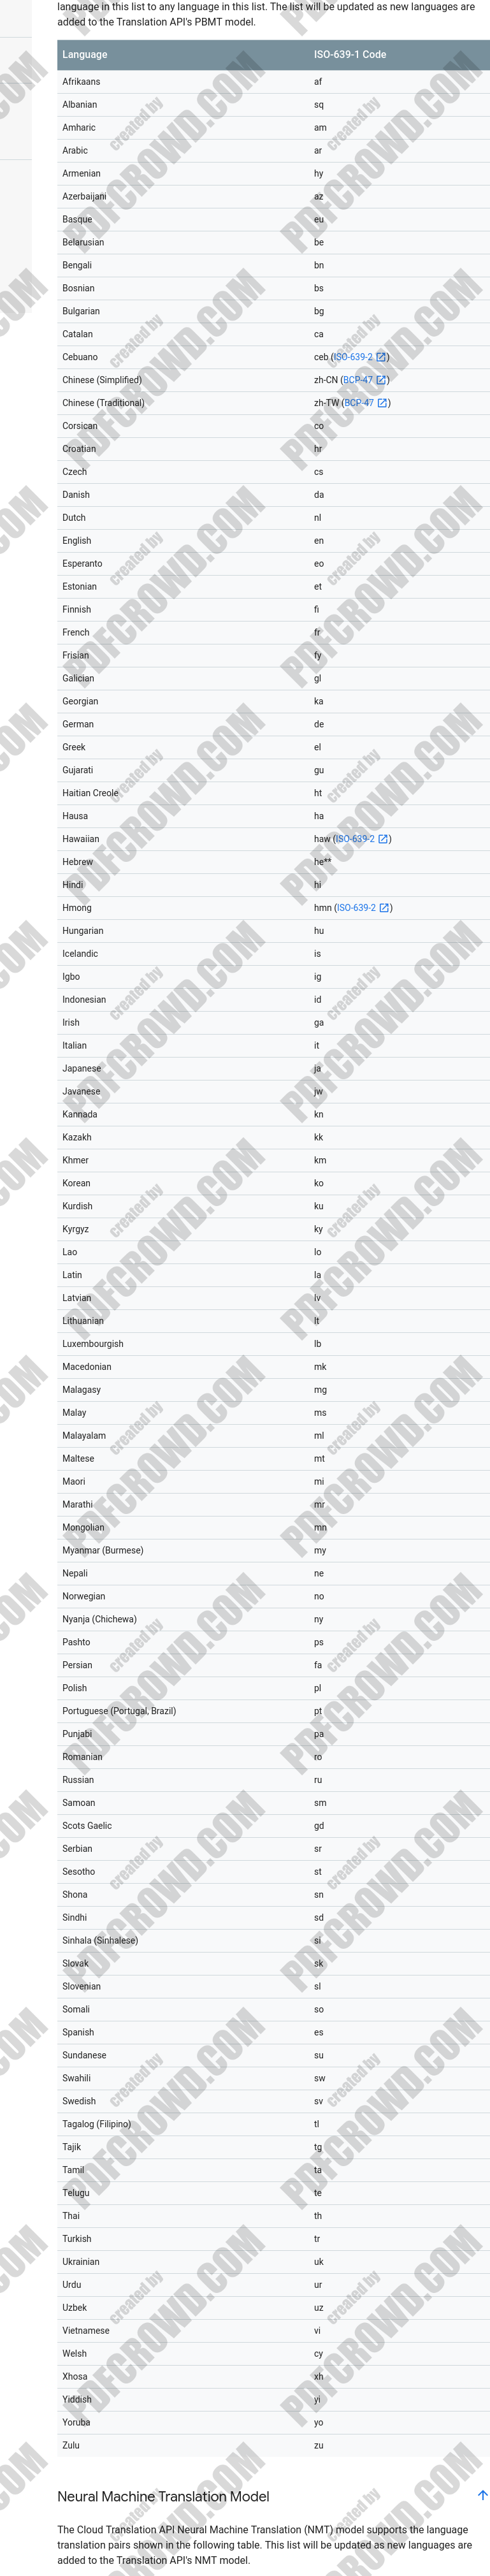 language in this list to any language in this list. The list will be updated as new languages are
added to the Translation API's PBMT model.
Language ISO-639-1 Code
Afrikaans af
Albanian sq
Amharic am
Arabic ar
Armenian hy
Azerbaijani az
Basque eu
Belarusian be
Bengali bn
Bosnian bs
Bulgarian bg
Catalan ca
Cebuano ceb (ISO-639-2)
Chinese (Simplified) zh-CN (BCP-47)
Chinese (Traditional) zh-TW (BCP-47)
Corsican co
Croatian hr
Czech cs
Danish da
Dutch nl
English en
Esperanto eo
Estonian et
Finnish fi
French fr
Frisian fy
Galician gl
Georgian ka
German de
Greek el
Gujarati gu
Haitian Creole ht
Hausa ha
Hawaiian haw (ISO-639-2)
Hebrew he**
Hindi hi
Hmong hmn (ISO-639-2)
Hungarian hu
Icelandic is
Igbo ig
Indonesian id
Irish ga
Italian it
Japanese ja
Javanese jw
Kannada kn
Kazakh kk
Khmer km
Korean ko
Kurdish ku
Kyrgyz ky
Lao lo
Latin la
Latvian lv
Lithuanian lt
Luxembourgish lb
Macedonian mk
Malagasy mg
Malay ms
Malayalam ml
Maltese mt
Maori mi
Marathi mr
Mongolian mn
Myanmar (Burmese) my
Nepali ne
Norwegian no
Nyanja (Chichewa) ny
Pashto ps
Persian fa
Polish pl
Portuguese (Portugal, Brazil) pt
Punjabi pa
Romanian ro
Russian ru
Samoan sm
Scots Gaelic gd
Serbian sr
Sesotho st
Shona sn
Sindhi sd
Sinhala (Sinhalese) si
Slovak sk
Slovenian sl
Somali so
Spanish es
Sundanese su
Swahili sw
Swedish sv
Tagalog (Filipino) tl
Tajik tg
Tamil ta
Telugu te
Thai th
Turkish tr
Ukrainian uk
Urdu ur
Uzbek uz
Vietnamese vi
Welsh cy
Xhosa xh
Yiddish yi
Yoruba yo
Zulu zu
Neural Machine Translation Model
The Cloud Translation API Neural Machine Translation (NMT) model supports the language
translation pairs shown in the following table. This list will be updated as new languages are
added to the Translation API's NMT model.
created by
PDFCROWD.COM